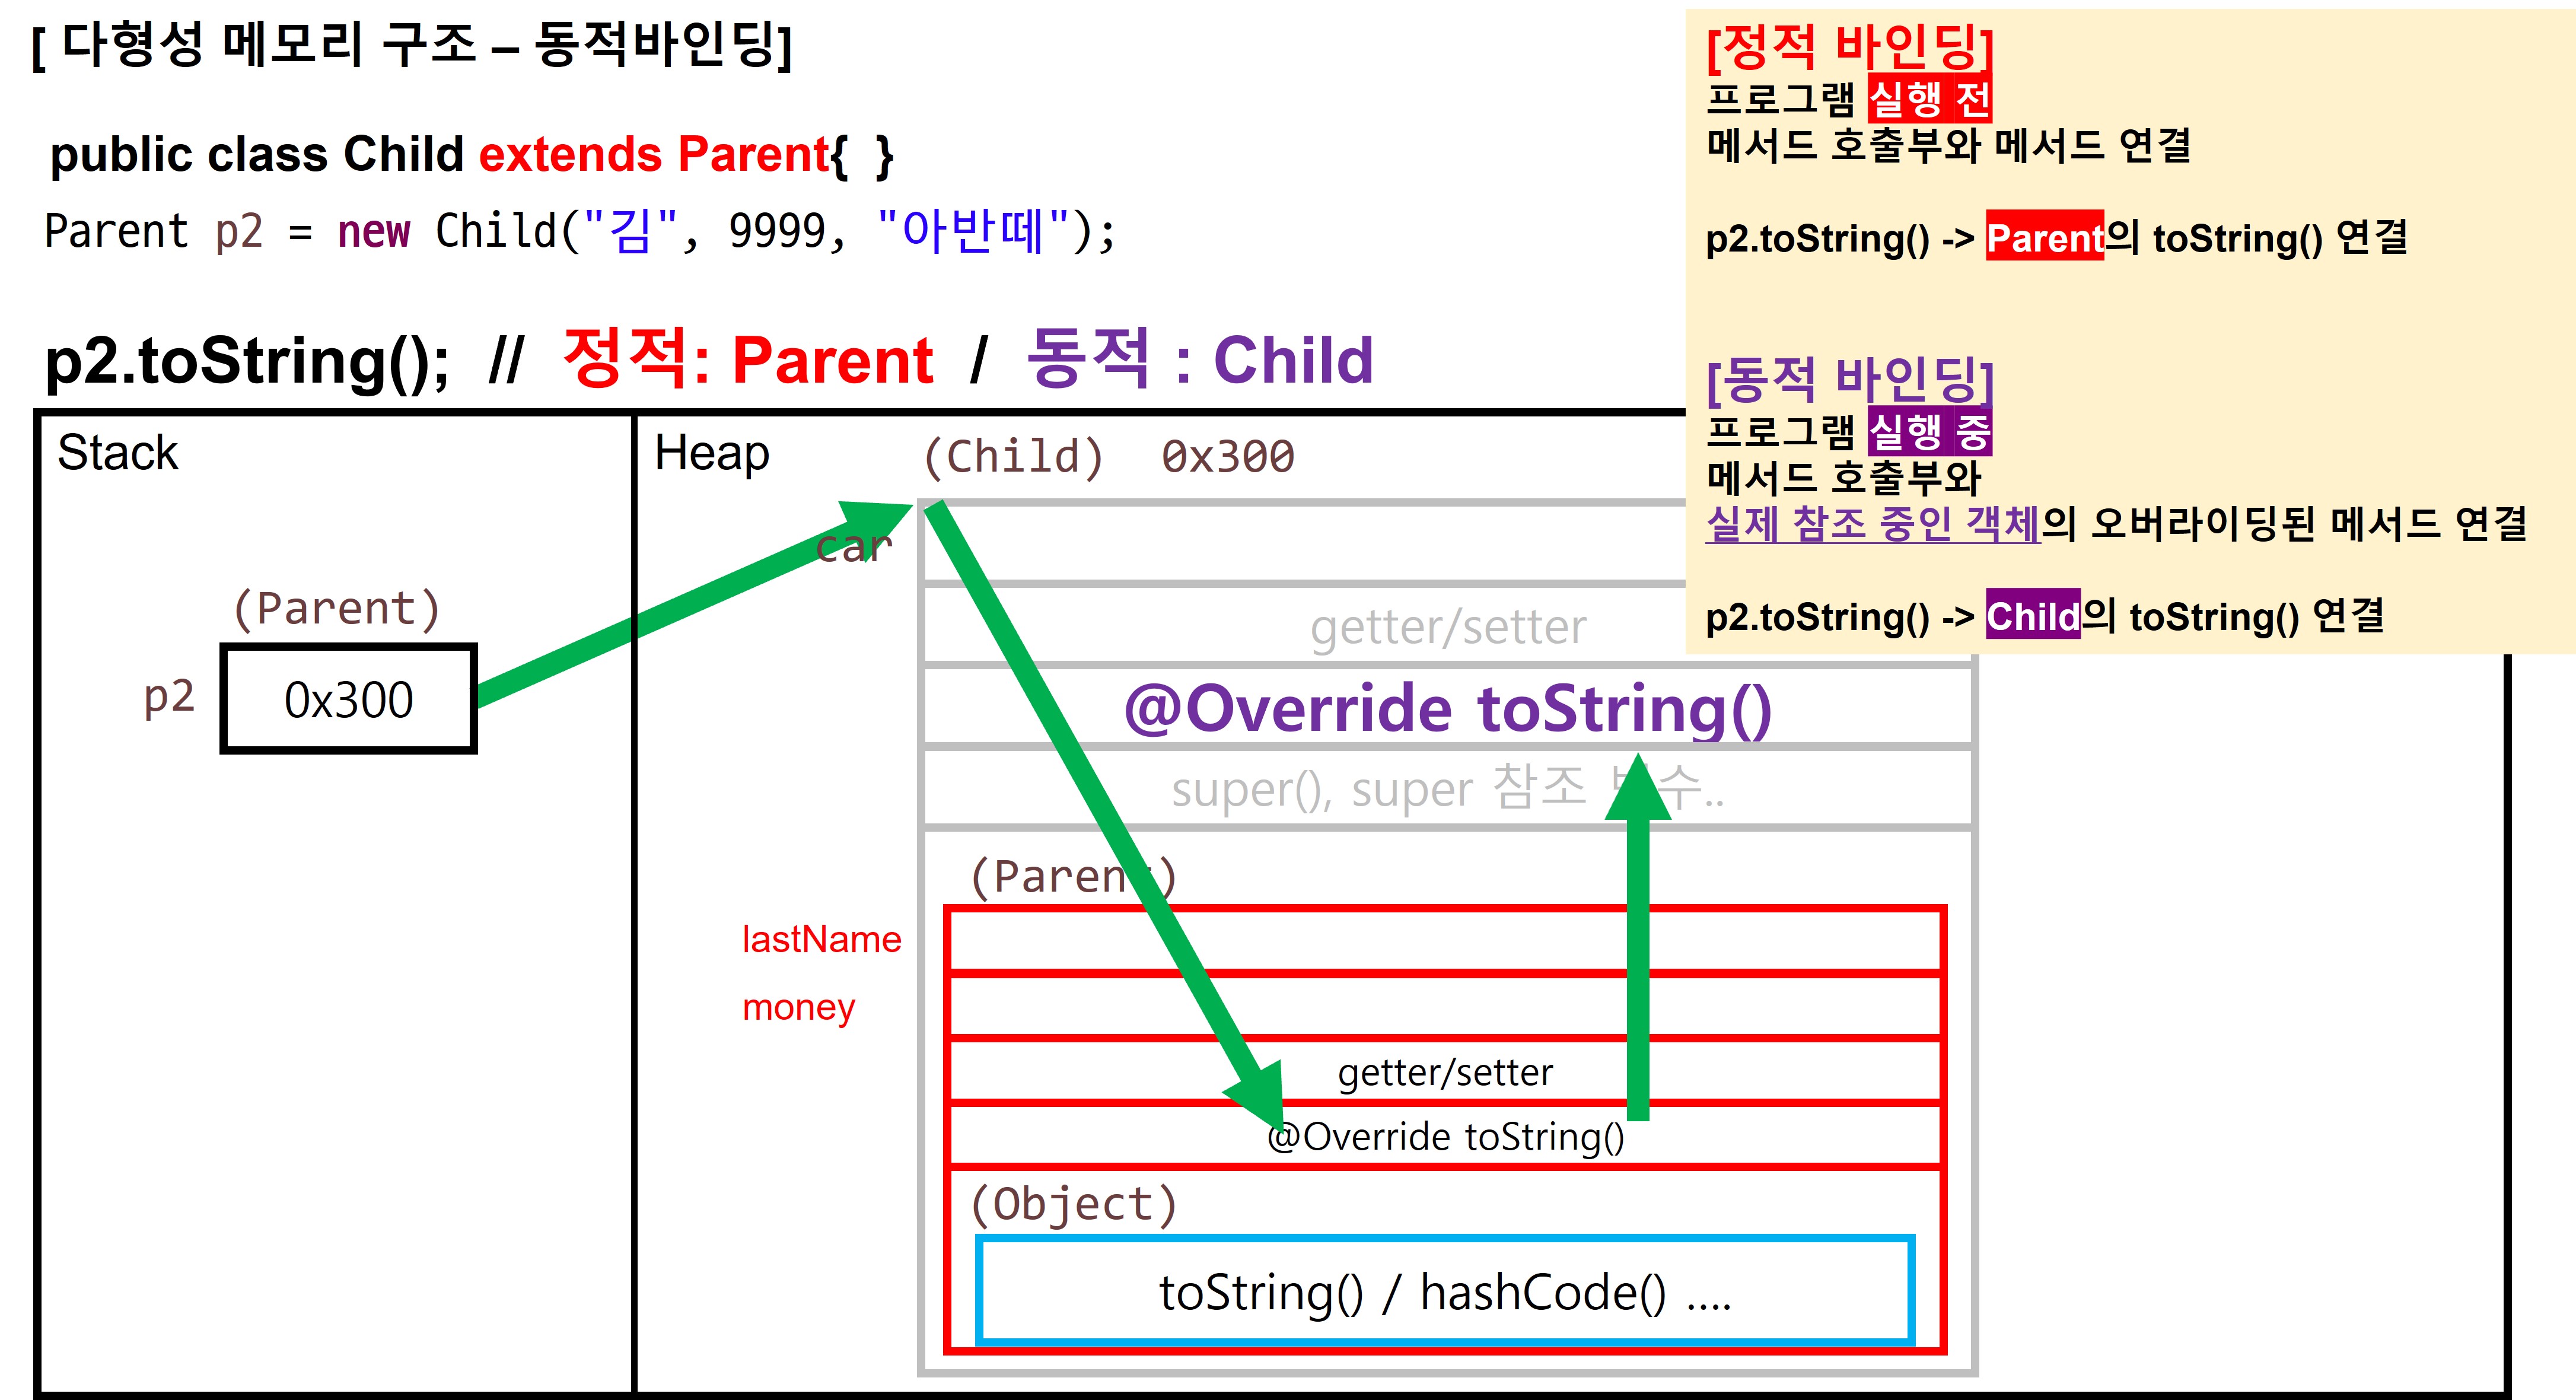 [ 다형성 메모리 구조 – 동적바인딩]
public class Child extends Parent{  }
Parent p2 = new Child("김", 9999, "아반떼");
p2.toString();  //  정적: Parent  /  동적 : Child
[정적 바인딩]
프로그램 실행 전
메서드 호출부와 메서드 연결
p2.toString() -> Parent의 toString() 연결
[동적 바인딩]
프로그램 실행 중
메서드 호출부와
실제 참조 중인 객체의 오버라이딩된 메서드 연결
p2.toString() -> Child의 toString() 연결
Stack
(Parent)
p2
0x300
Heap
(Child)  0x300
car
getter/setter
@Override toString()
super(), super 참조 변수..
(Parent)
lastName
money
getter/setter
@Override toString()
(Object)
toString() / hashCode() ....